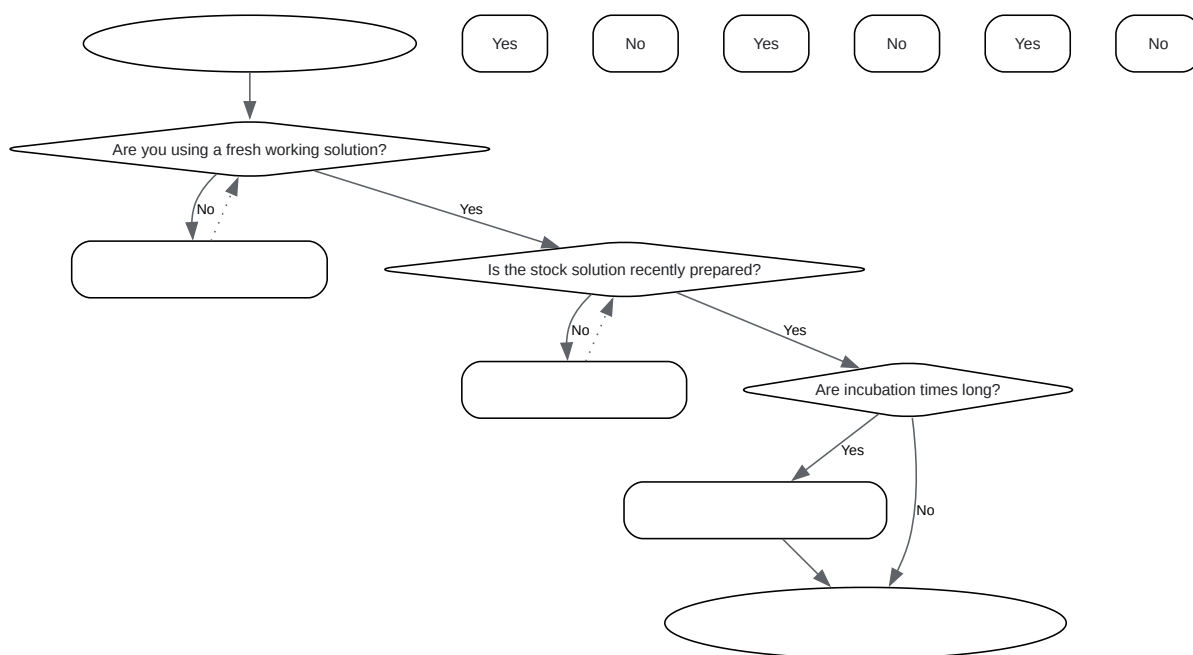 Yes
No
Yes
No
Yes
No
Are you using a fresh working solution?
No
Yes
Is the stock solution recently prepared?
No
Yes
Are incubation times long?
Yes
No